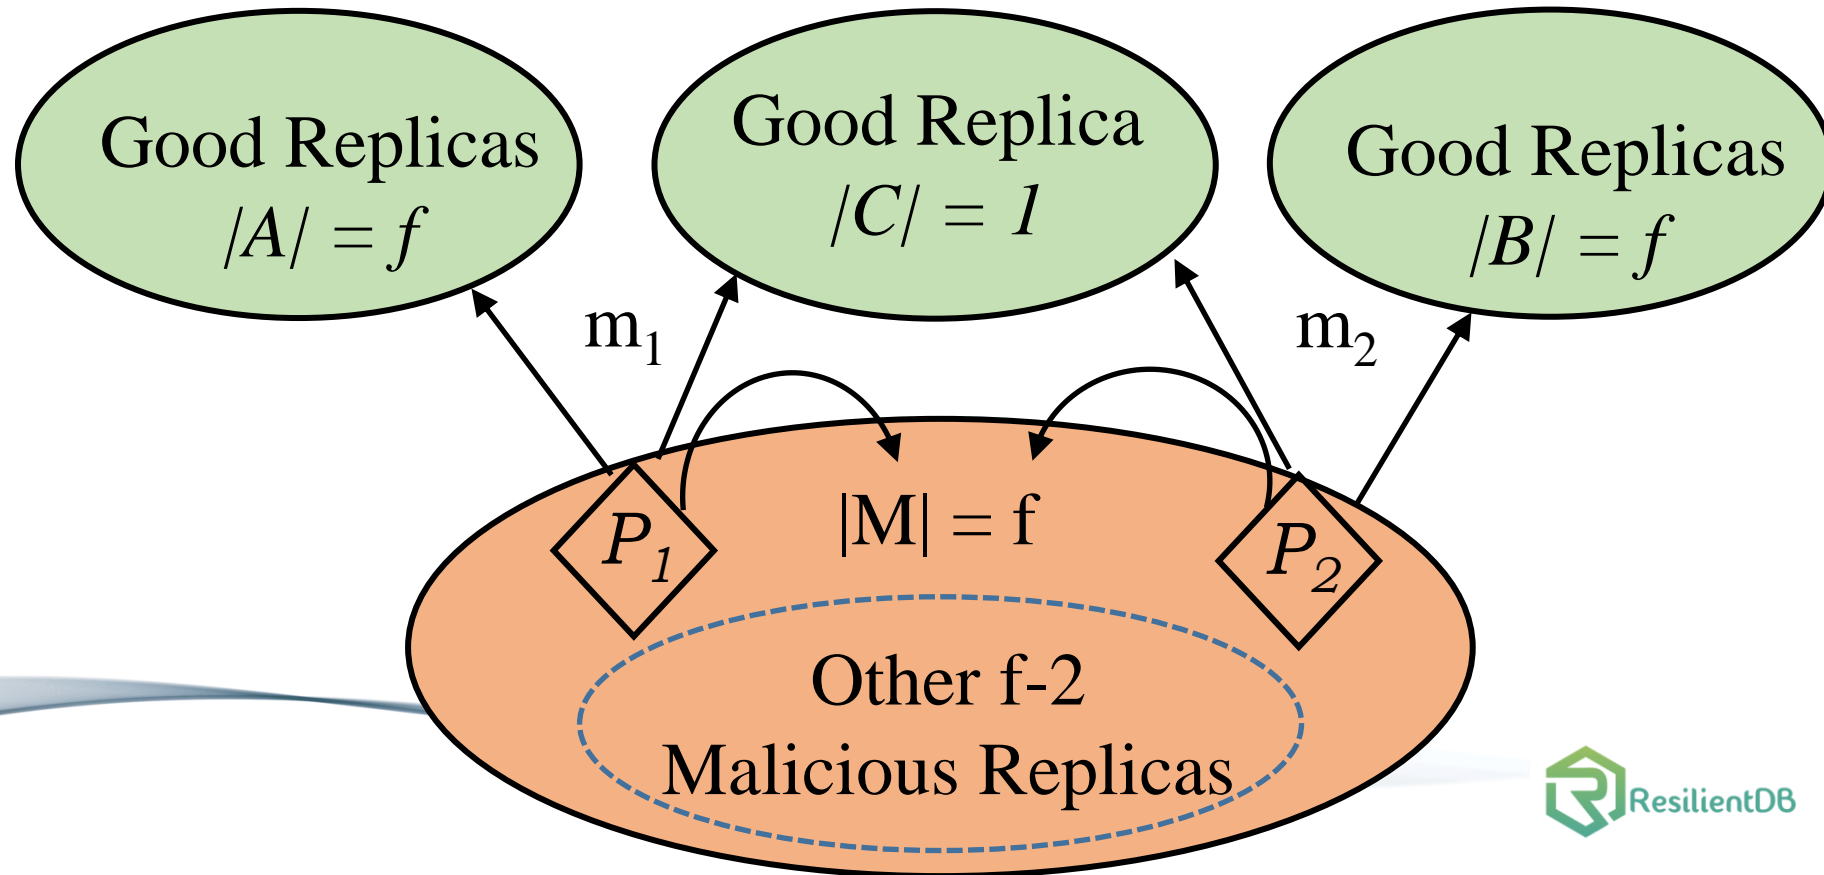 Good Replicas
|A| = f
Good Replica
|C| = 1
Good Replicas
|B| = f
m₁
m₂
P₁
|M| = f
P₂
Other f-2
Malicious Replicas
ResilientDB